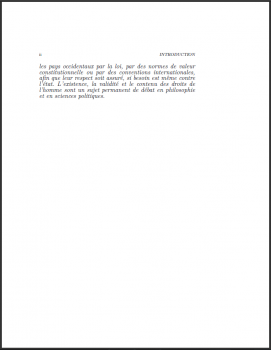 INTRODUCTION
les pays occidentaux par la loi, par des normes de valeur
constitutionnelle ou par des conventions internationales,
afin que leur respect soit assuré, si besoin est même contre
l'état. L'existence, la validité et le contenu des droits de
l'homme sont un sujet permanent de débat en philosophie
et en sciences politiques.